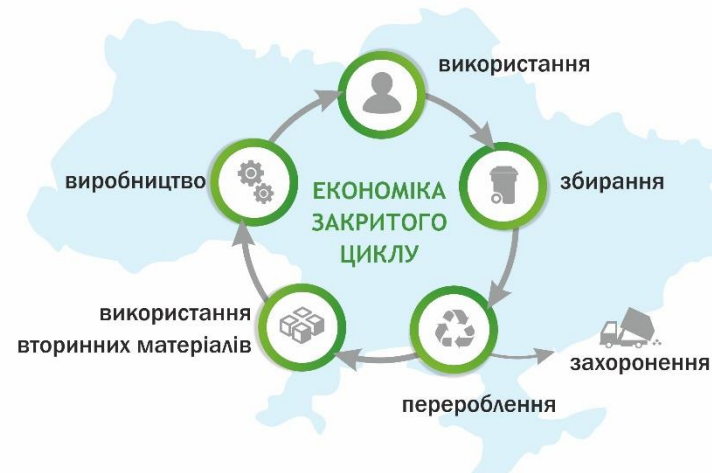 використання
збирання
захоронення
перероблення
використання
вторинних матеріалів
виробництво
ЕКОНОМІКА
ЗАКРИТОГО
ЦИКЛУ